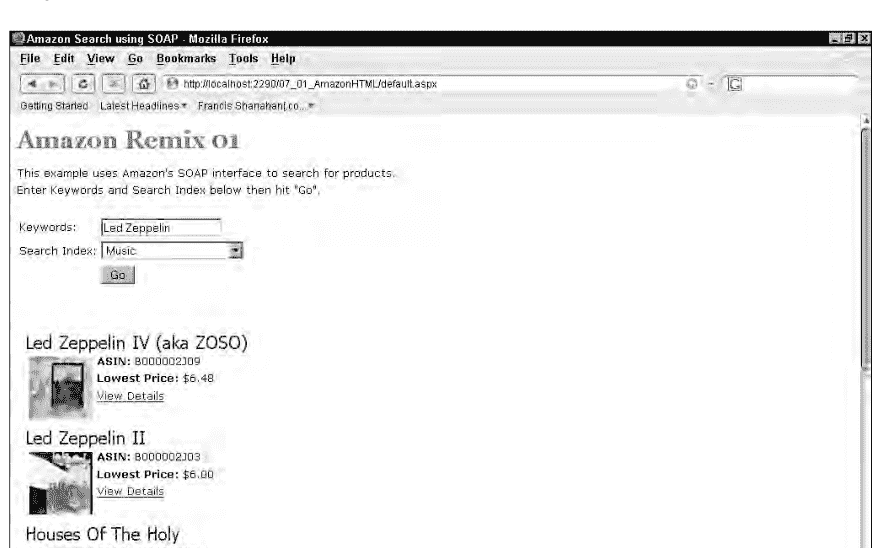 Amazon Search using SOAP - Mozilla Firefox
File Edit View Go Bookmarks Tools Help
http://localhost:2290/07_01_AmazonHTML/default.aspx
Getting Started Latest Headlines Francis Shanahan[.co...
Amazon Remix 01
This example uses Amazon's SOAP interface to search for products.
Enter Keywords and Search Index below then hit "Go".
Keywords: Led Zeppelin
Search Index: Music
Go
Led Zeppelin IV (aka ZOSO)
ASIN: B000002J09
Lowest Price: $6.48
View Details
Led Zeppelin II
ASIN: B000002J03
Lowest Price: $6.00
View Details
Houses Of The Holy